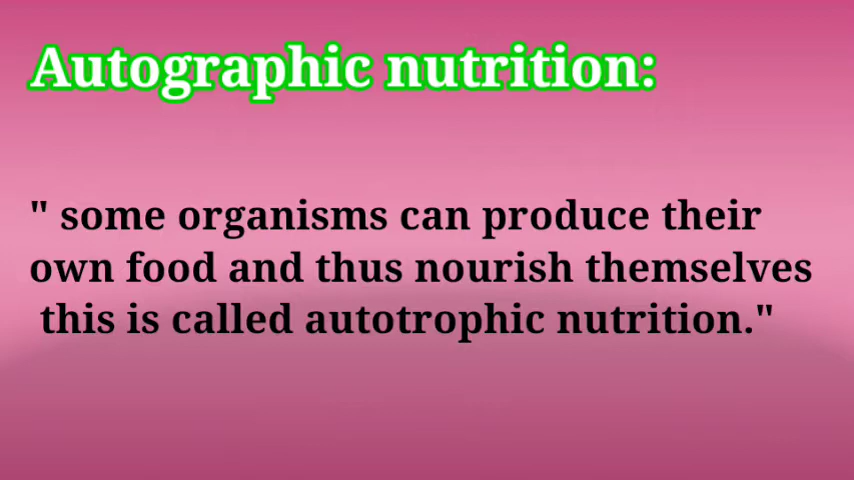 Autographic nutrition:
" some organisms can produce their
own food and thus nourish themselves
this is called autotrophic nutrition."